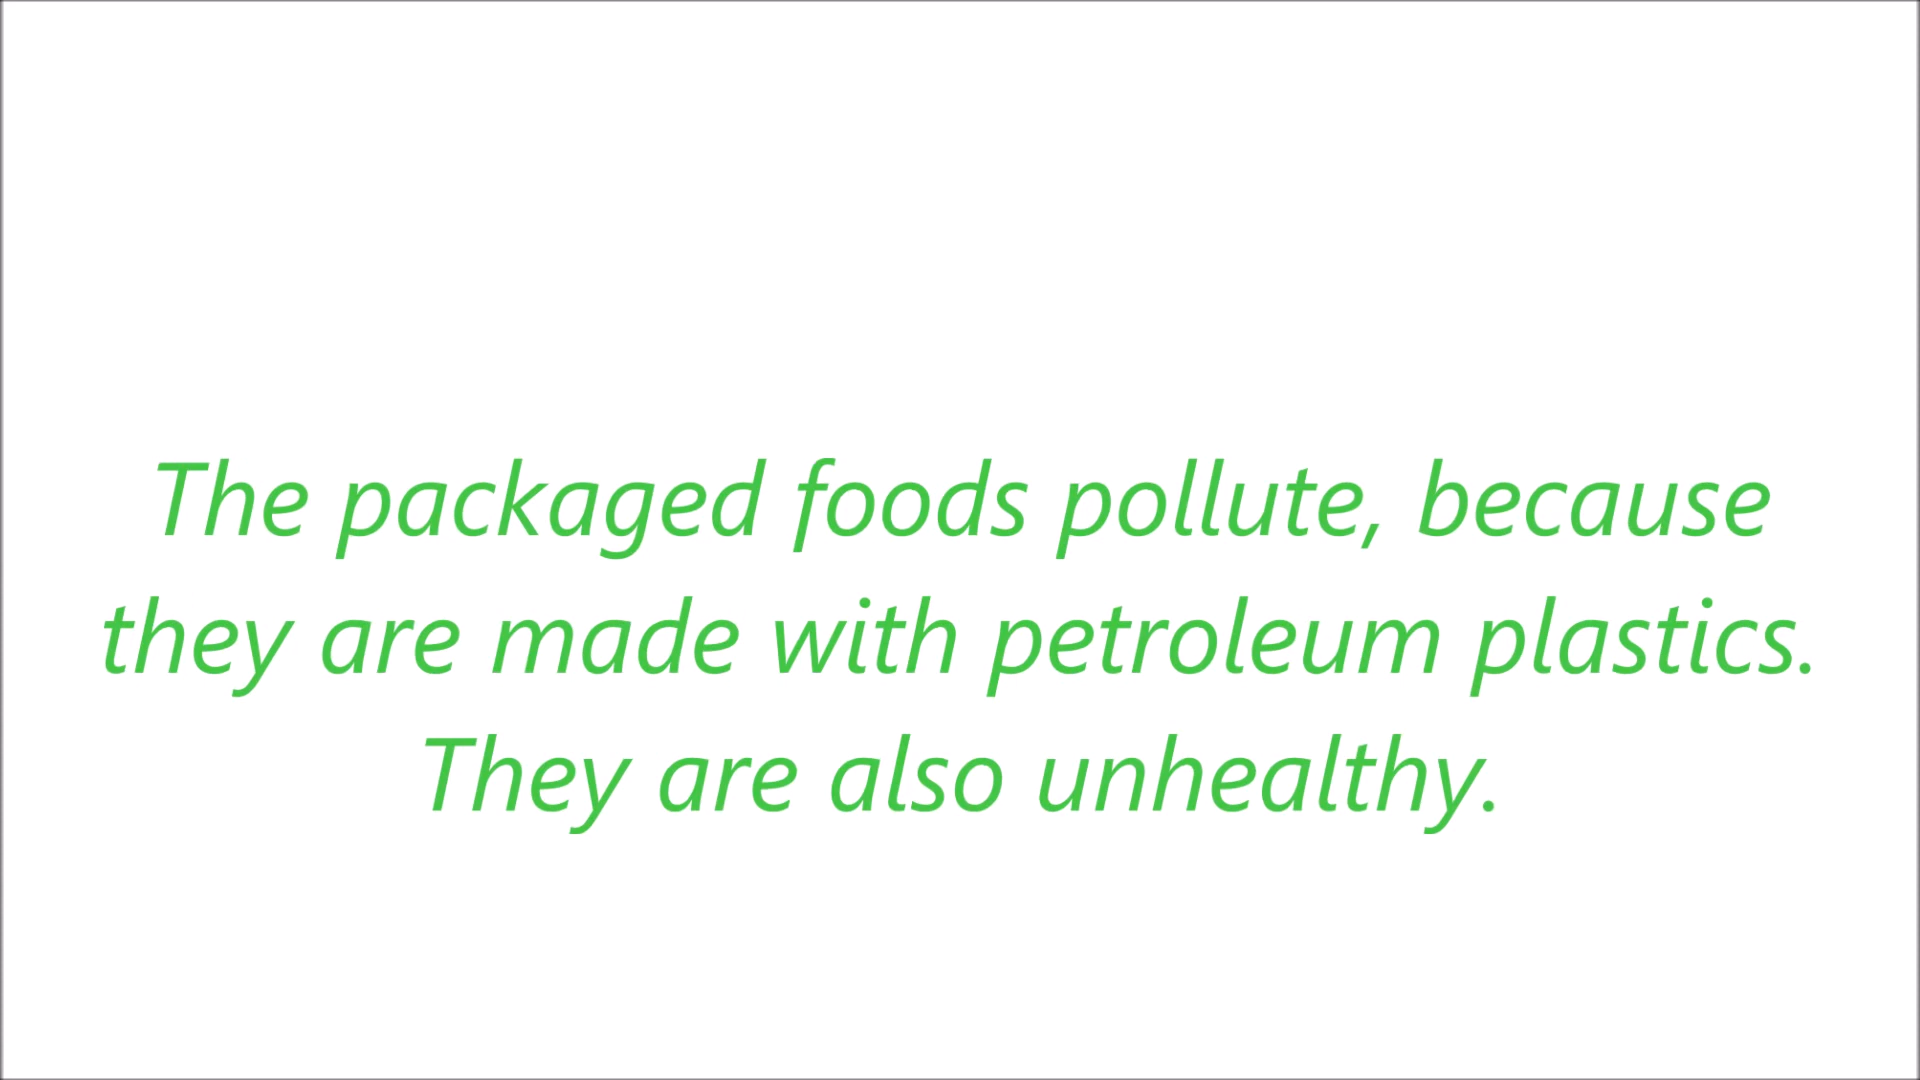 The packaged foods pollute, because
they are made with petroleum plastics.
They are also unhealthy.